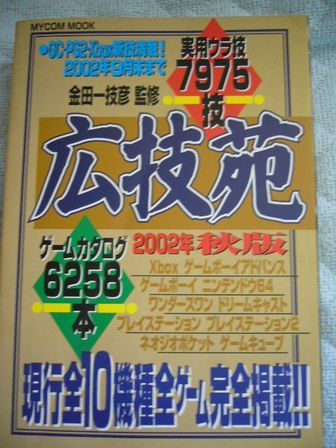 MYCOM MOOK
●GC・PS2・Xbox新技満載!
2002年9月末まで
金田一技彦 監修
実用ウラ技
7975
技
広技苑
ゲームカタログ
6258
本
2002年 秋版
Xbox ゲームボーイアドバンス
ゲームボーイ ニンテンドウ64
ワンダースワン ドリームキャスト
プレイステーション プレイステーション2
ネオジオポケット ゲームキューブ
現行全10機種全ゲーム完全掲載!!